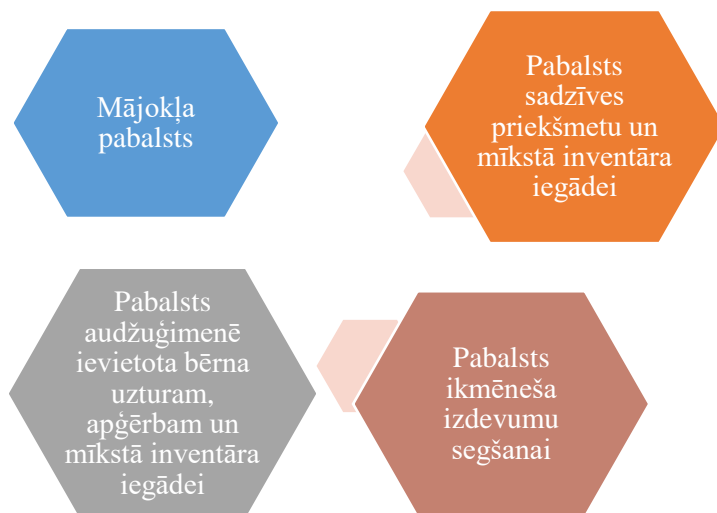 Mājokļa
pabalsts
Pabalsts
sadzīves
priekšmetu un
mīkstā inventāra
iegādei
Pabalsts
audžuģimenē
ievietota bērna
uzturam,
apģērbam un
mīkstā inventāra
iegādei
Pabalsts
ikmēneša
izdevumu
segšanai